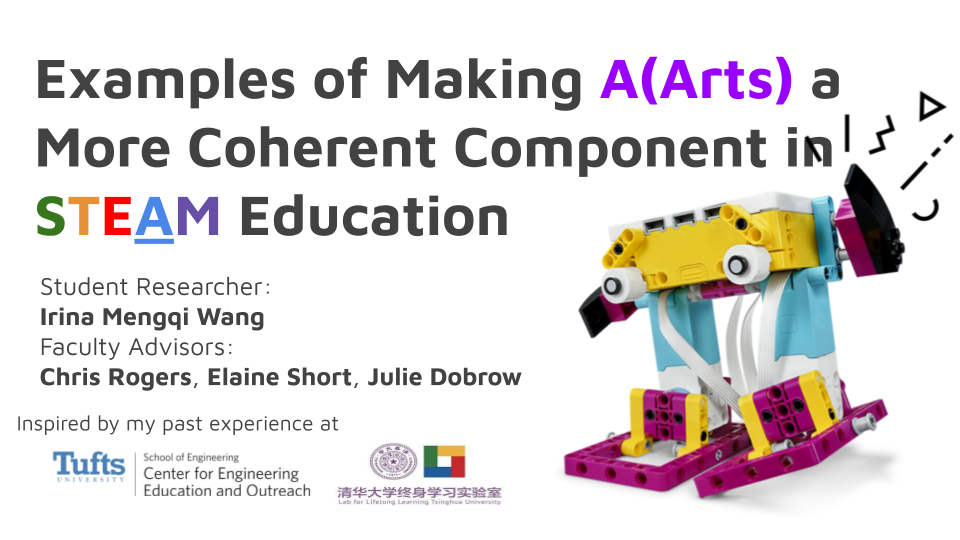 Examples of Making A(Arts) a
More Coherent Component in
STEAM Education
Student Researcher:
Irina Mengqi Wang
Faculty Advisors:
Chris Rogers, Elaine Short, Julie Dobrow
Inspired by my past experience at
Tufts
UNIVERSITY
School of Engineering
Center for Engineering
Education and Outreach
清华大学终身学习实验室
Lab for Lifelong Learning Tsinghua University